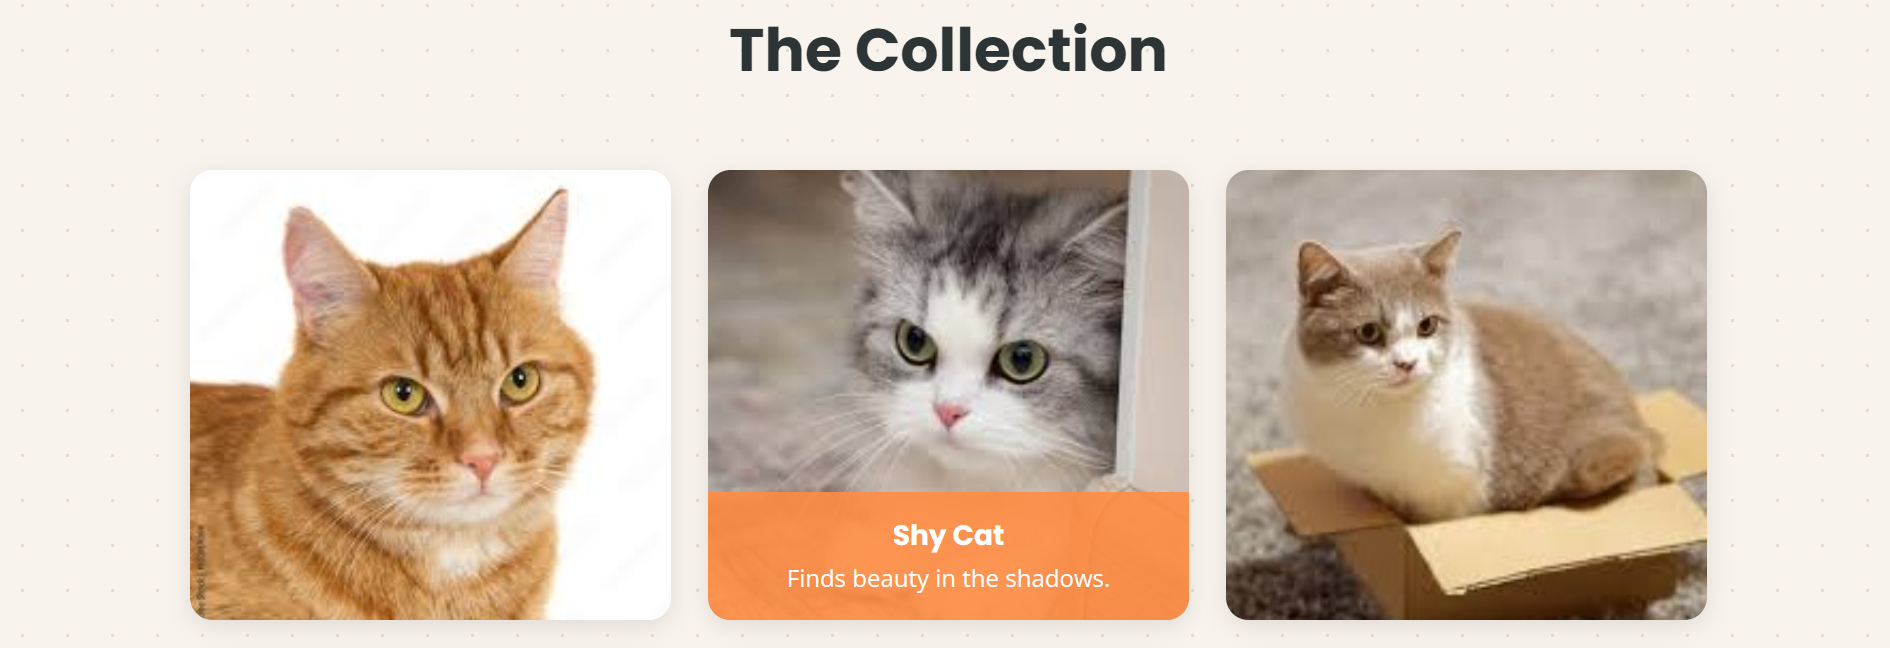 The Collection
Shy Cat
Finds beauty in the shadows.